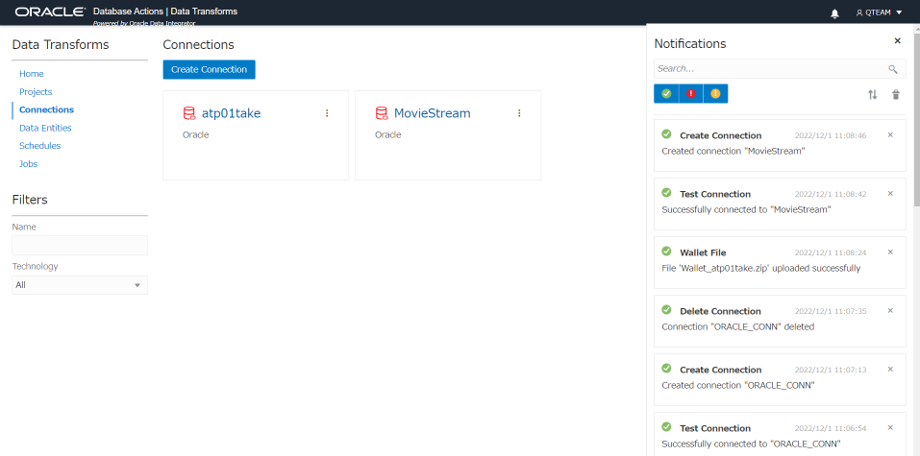 ORACLE Database Actions | Data Transforms
Powered by Oracle Data Integrator
QTEAM
Data Transforms
Home
Projects
Connections
Data Entities
Schedules
Jobs
Filters
Name
Technology
All
Connections
Create Connection
atp01take
Oracle
MovieStream
Oracle
Notifications
Search...
Create Connection 2022/12/1 11:08:46
Created connection "MovieStream"
Test Connection 2022/12/1 11:08:42
Successfully connected to "MovieStream"
Wallet File 2022/12/1 11:08:24
File 'Wallet_atp01take.zip' uploaded successfully
Delete Connection 2022/12/1 11:07:35
Connection "ORACLE_CONN" deleted
Create Connection 2022/12/1 11:07:13
Created connection "ORACLE_CONN"
Test Connection 2022/12/1 11:06:54
Successfully connected to "ORACLE_CONN"